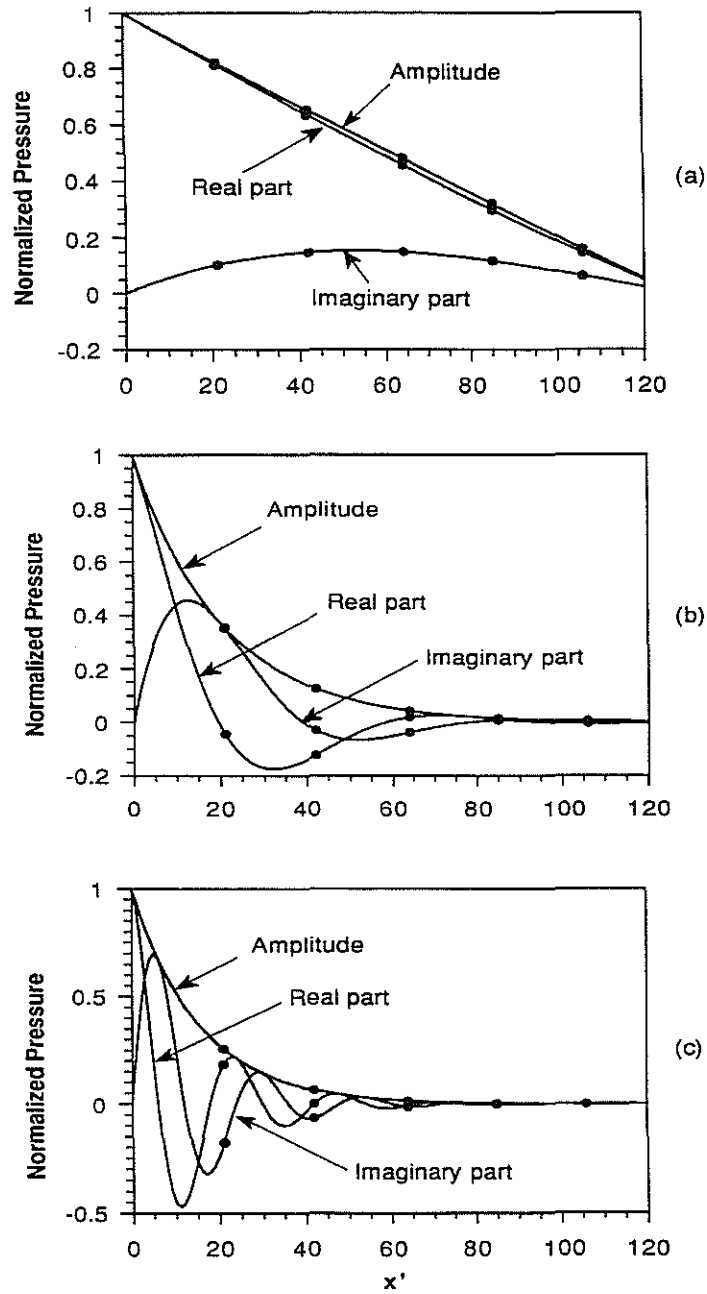 1
0.8
0.6
0.4
0.2
0
-0.2
Normalized Pressure
Amplitude
Real part
Imaginary part
(a)
0 20 40 60 80 100 120
1
0.8
0.6
0.4
0.2
0
-0.2
Normalized Pressure
Amplitude
Real part
Imaginary part
(b)
0 20 40 60 80 100 120
1
0.5
0
-0.5
Normalized Pressure
Amplitude
Real part
Imaginary part
(c)
0 20 40 60 80 100 120
x'